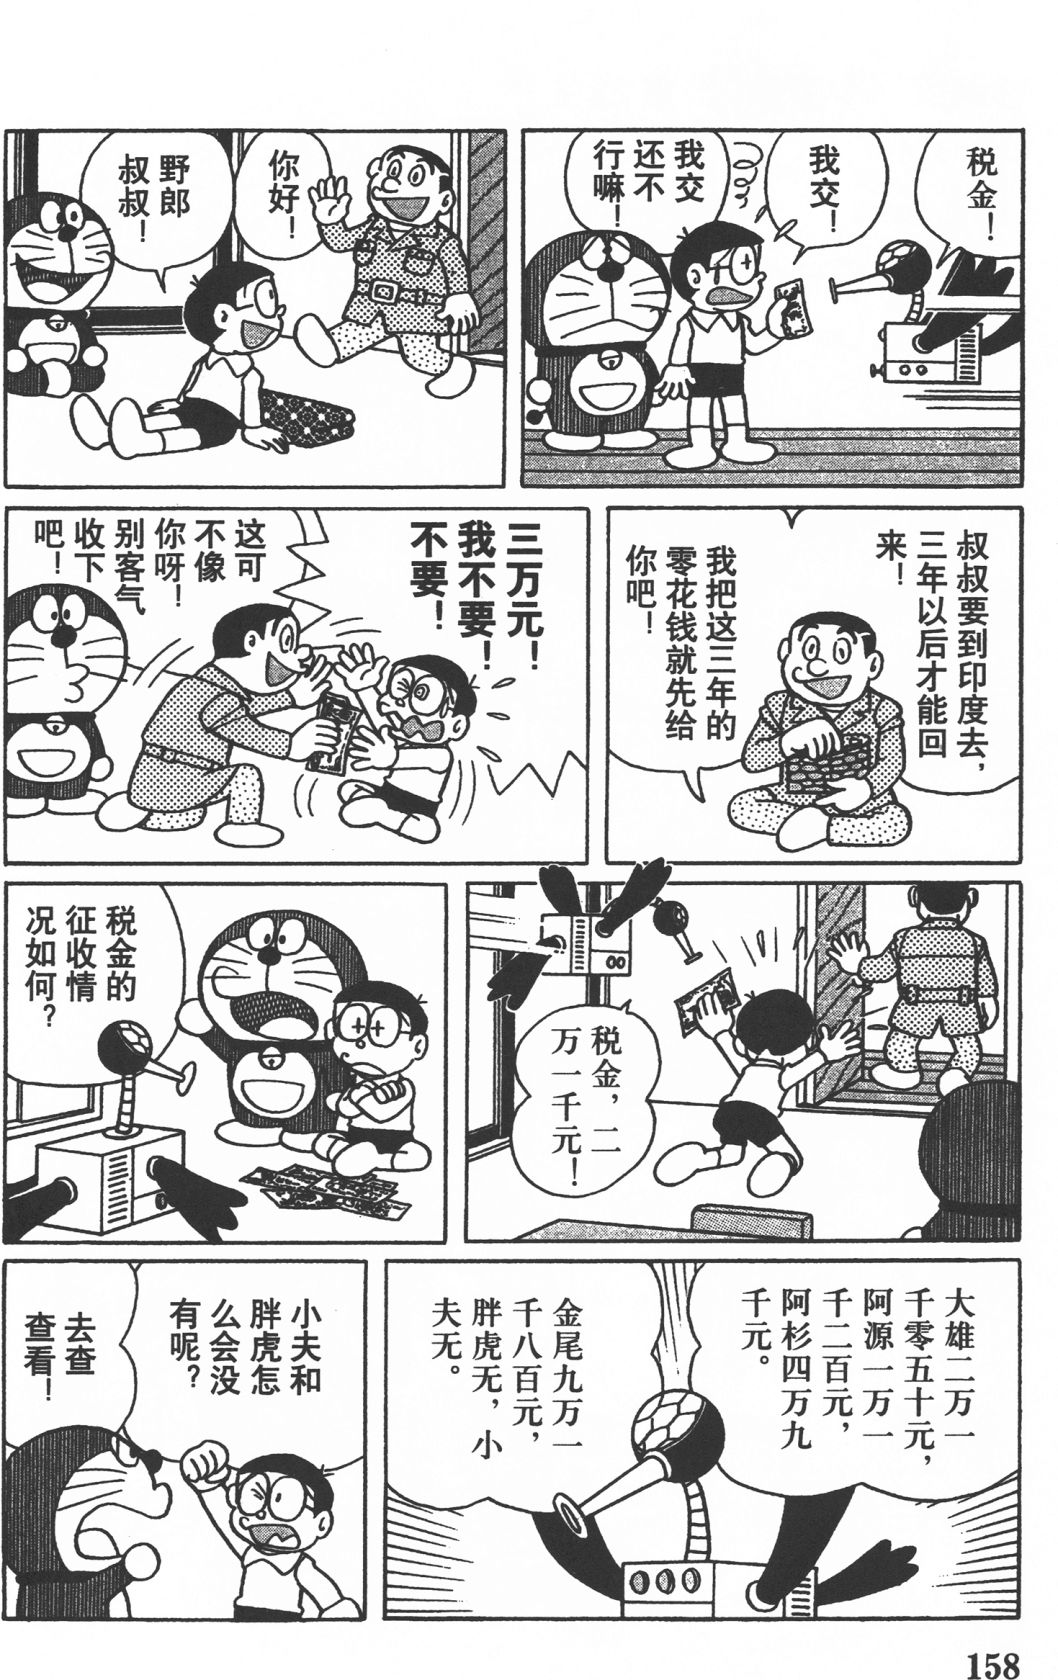 税金！
我交！
我交
还不
行嘛！
你好！
野郎
叔叔！
叔叔要到印度去，
三年以后才能回
来！
我把这三年的
零花钱就先给
你吧！
三万元！
我不要！
不要！
这可
不像
你呀！
别客气
收下
吧！
税金，二
万一千元！
税金的
征收情
况如何？
大雄二万一
千零五十元，
阿源一万一
千二百元，
阿杉四万九
千元。
金尾九万一
千八百元，
胖虎无，小
夫无。
小夫和
胖虎怎
么会没
有呢？
去查
查看！
158